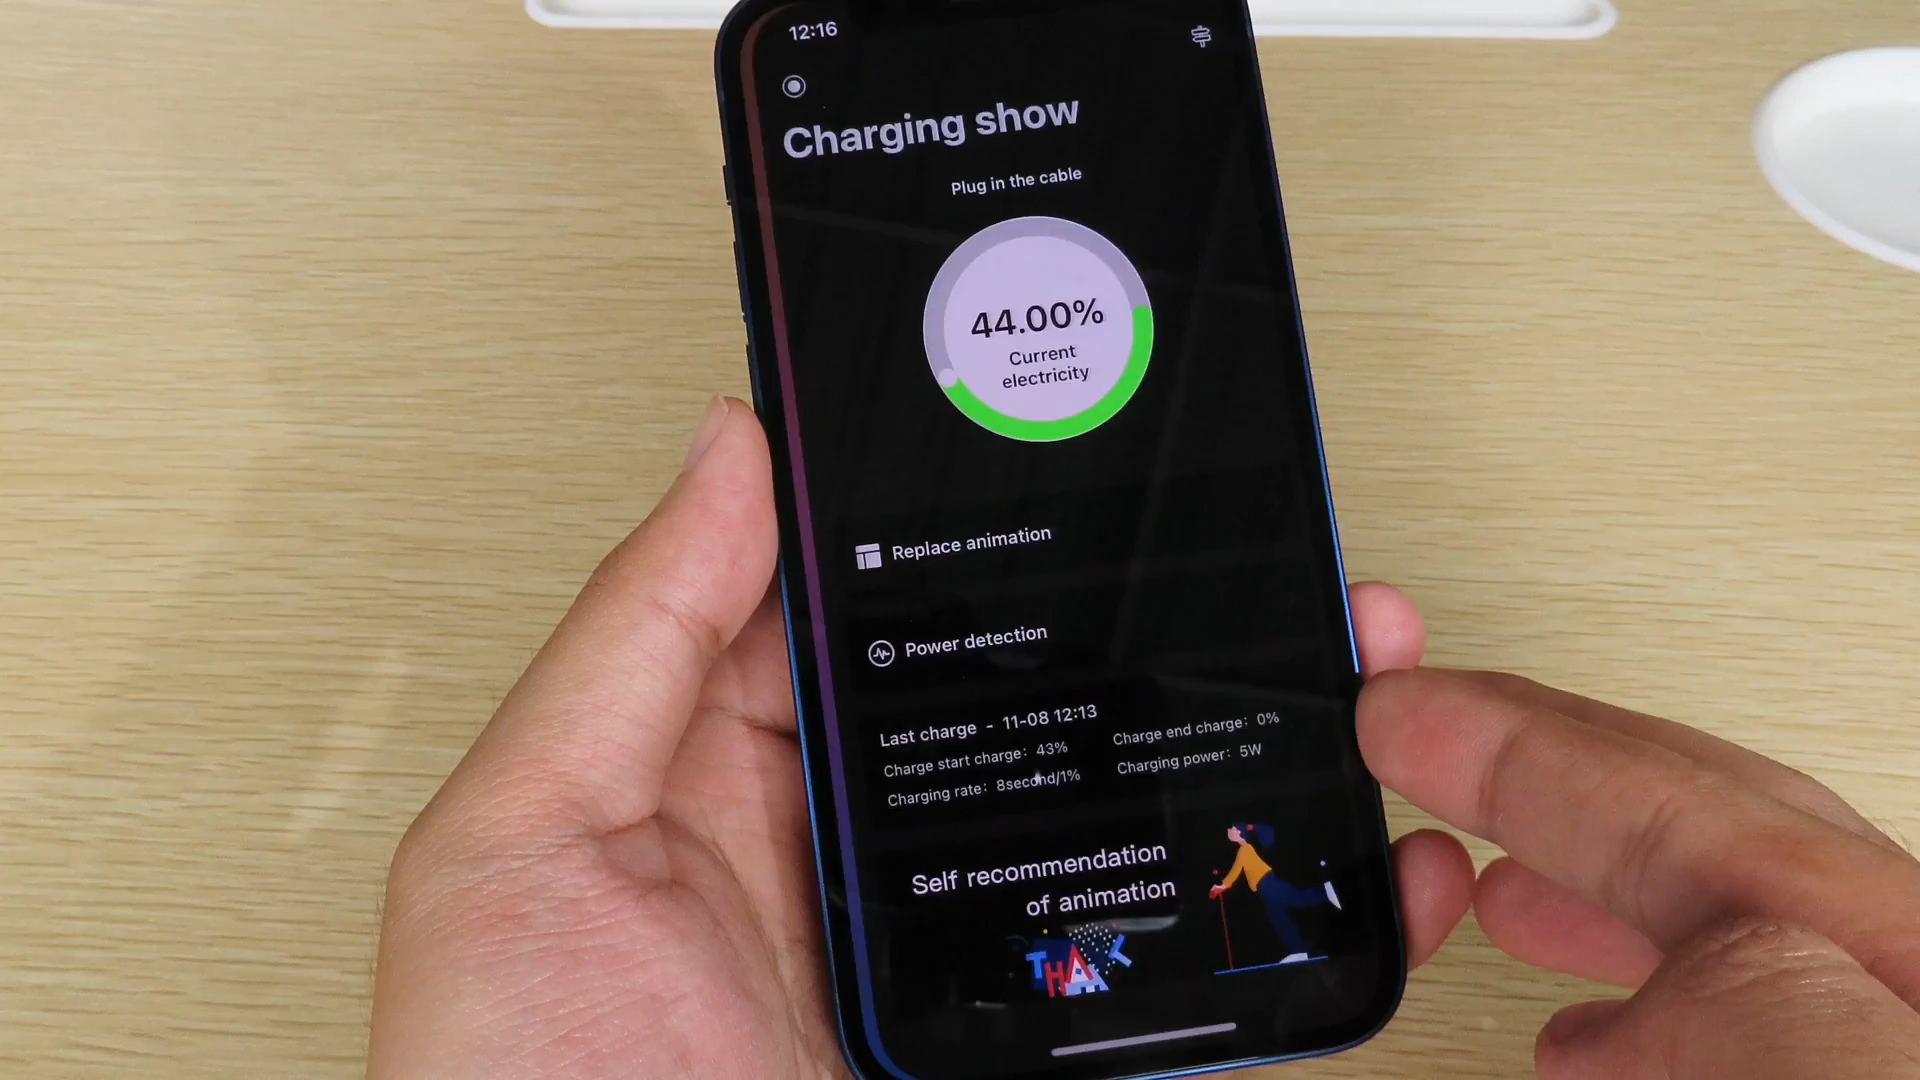 12:16
Charging show
Plug in the cable
44.00%
Current
electricity
Replace animation
Power detection
Last charge - 11-08 12:13
Charge start charge: 43%
Charge end charge: 0%
Charging rate: 8second/1%
Charging power: 5W
Self recommendation
of animation
THA